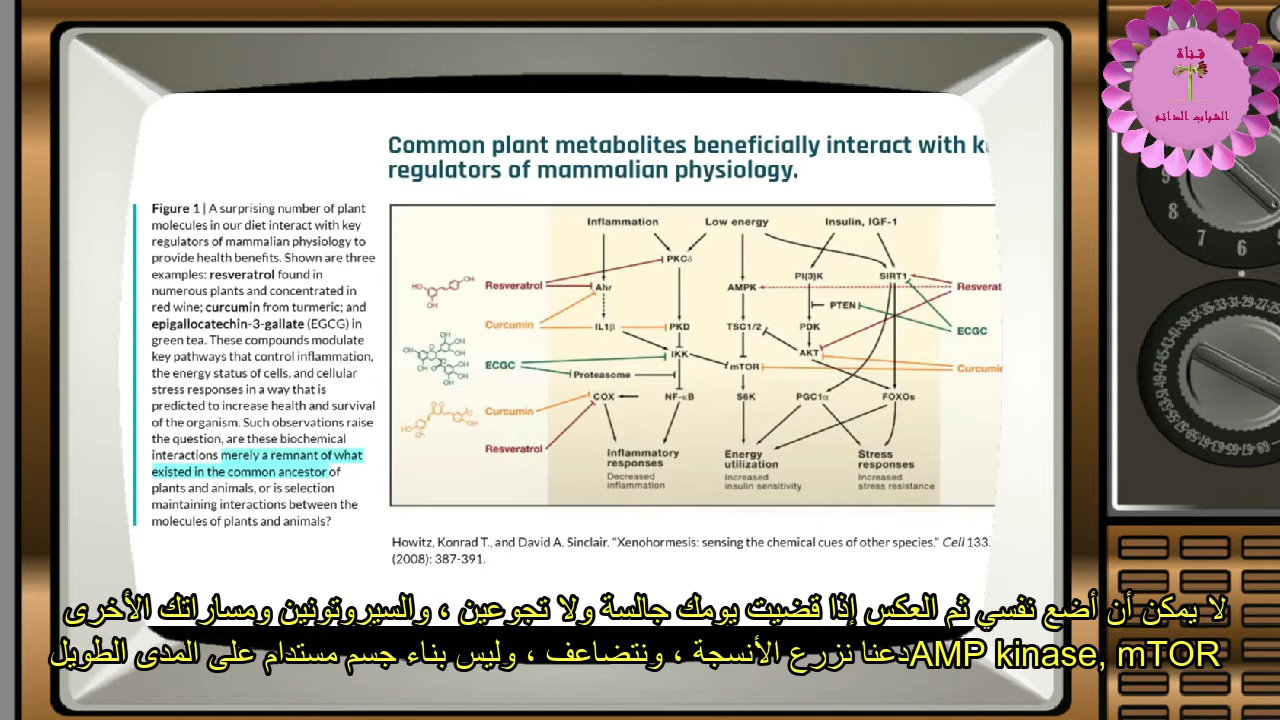 قناة
الشباب الدائم
Common plant metabolites beneficially interact with k
regulators of mammalian physiology.
Figure 1 | A surprising number of plant
molecules in our diet interact with key
regulators of mammalian physiology to
provide health benefits. Shown are three
examples: resveratrol found in
numerous plants and concentrated in
red wine; curcumin from turmeric; and
epigallocatechin-3-gallate (EGCG) in
green tea. These compounds modulate
key pathways that control inflammation,
the energy status of cells, and cellular
stress responses in a way that is
predicted to increase health and survival
of the organism. Such observations raise
the question, are these biochemical
interactions merely a remnant of what
existed in the common ancestor of
plants and animals, or is selection
maintaining interactions between the
molecules of plants and animals?
Inflammation Low energy Insulin, IGF-1
PKCδ
PI(3)K SIRT1
Resveratrol Ahr AMPK Resverat
PTEN
Curcumin IL1β PKD TSC1/2 PDK ECGC
IKK AKT
ECGC Proteasome mTOR Curcumin
COX NF-κB S6K PGC1α FOXOs
Curcumin
Resveratrol
Inflammatory
responses
Decreased
inflammation
Energy
utilization
Increased
insulin sensitivity
Stress
responses
Increased
stress resistance
Howitz, Konrad T., and David A. Sinclair. "Xenohormesis: sensing the chemical cues of other species." Cell 133.
(2008): 387-391.
لا يمكن أن أضع نفسي ثم العكس إذا قضيت يومك جالسة ولا تجوعين ، والسيروتونين ومساراتك الأخرى
AMP kinase, mTOR دعنا نزرع الأنسجة ، ونتضاعف ، وليس بناء جسم مستدام على المدى الطويل
8
7
6